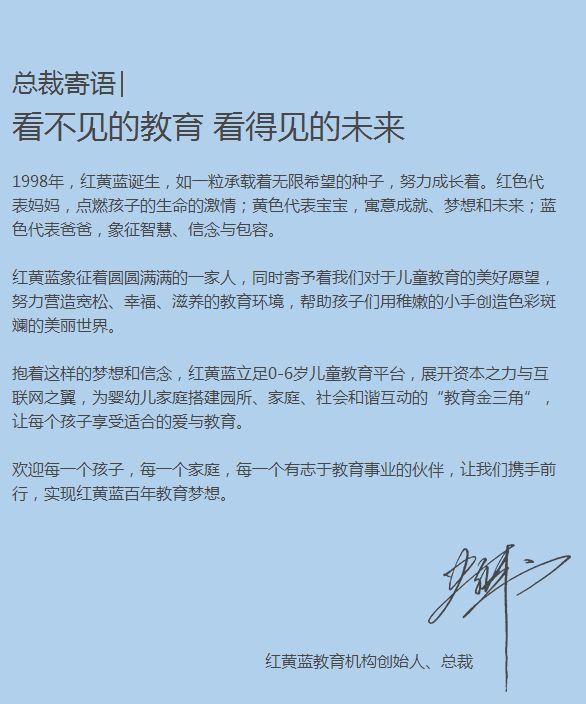 总裁寄语|
看不见的教育 看得见的未来
1998年，红黄蓝诞生，如一粒承载着无限希望的种子，努力成长着。红色代
表妈妈，点燃孩子的生命的激情；黄色代表宝宝，寓意成就、梦想和未来；蓝
色代表爸爸，象征智慧、信念与包容。
红黄蓝象征着圆圆满满的一家人，同时寄予着我们对于儿童教育的美好愿望，
努力营造宽松、幸福、滋养的教育环境，帮助孩子们用稚嫩的小手创造色彩斑
斓的美丽世界。
抱着这样的梦想和信念，红黄蓝立足0-6岁儿童教育平台，展开资本之力与互
联网之翼，为婴幼儿家庭搭建园所、家庭、社会和谐互动的“教育金三角”，
让每个孩子享受适合的爱与教育。
欢迎每一个孩子，每一个家庭，每一个有志于教育事业的伙伴，让我们携手前
行，实现红黄蓝百年教育梦想。
红黄蓝教育机构创始人、总裁